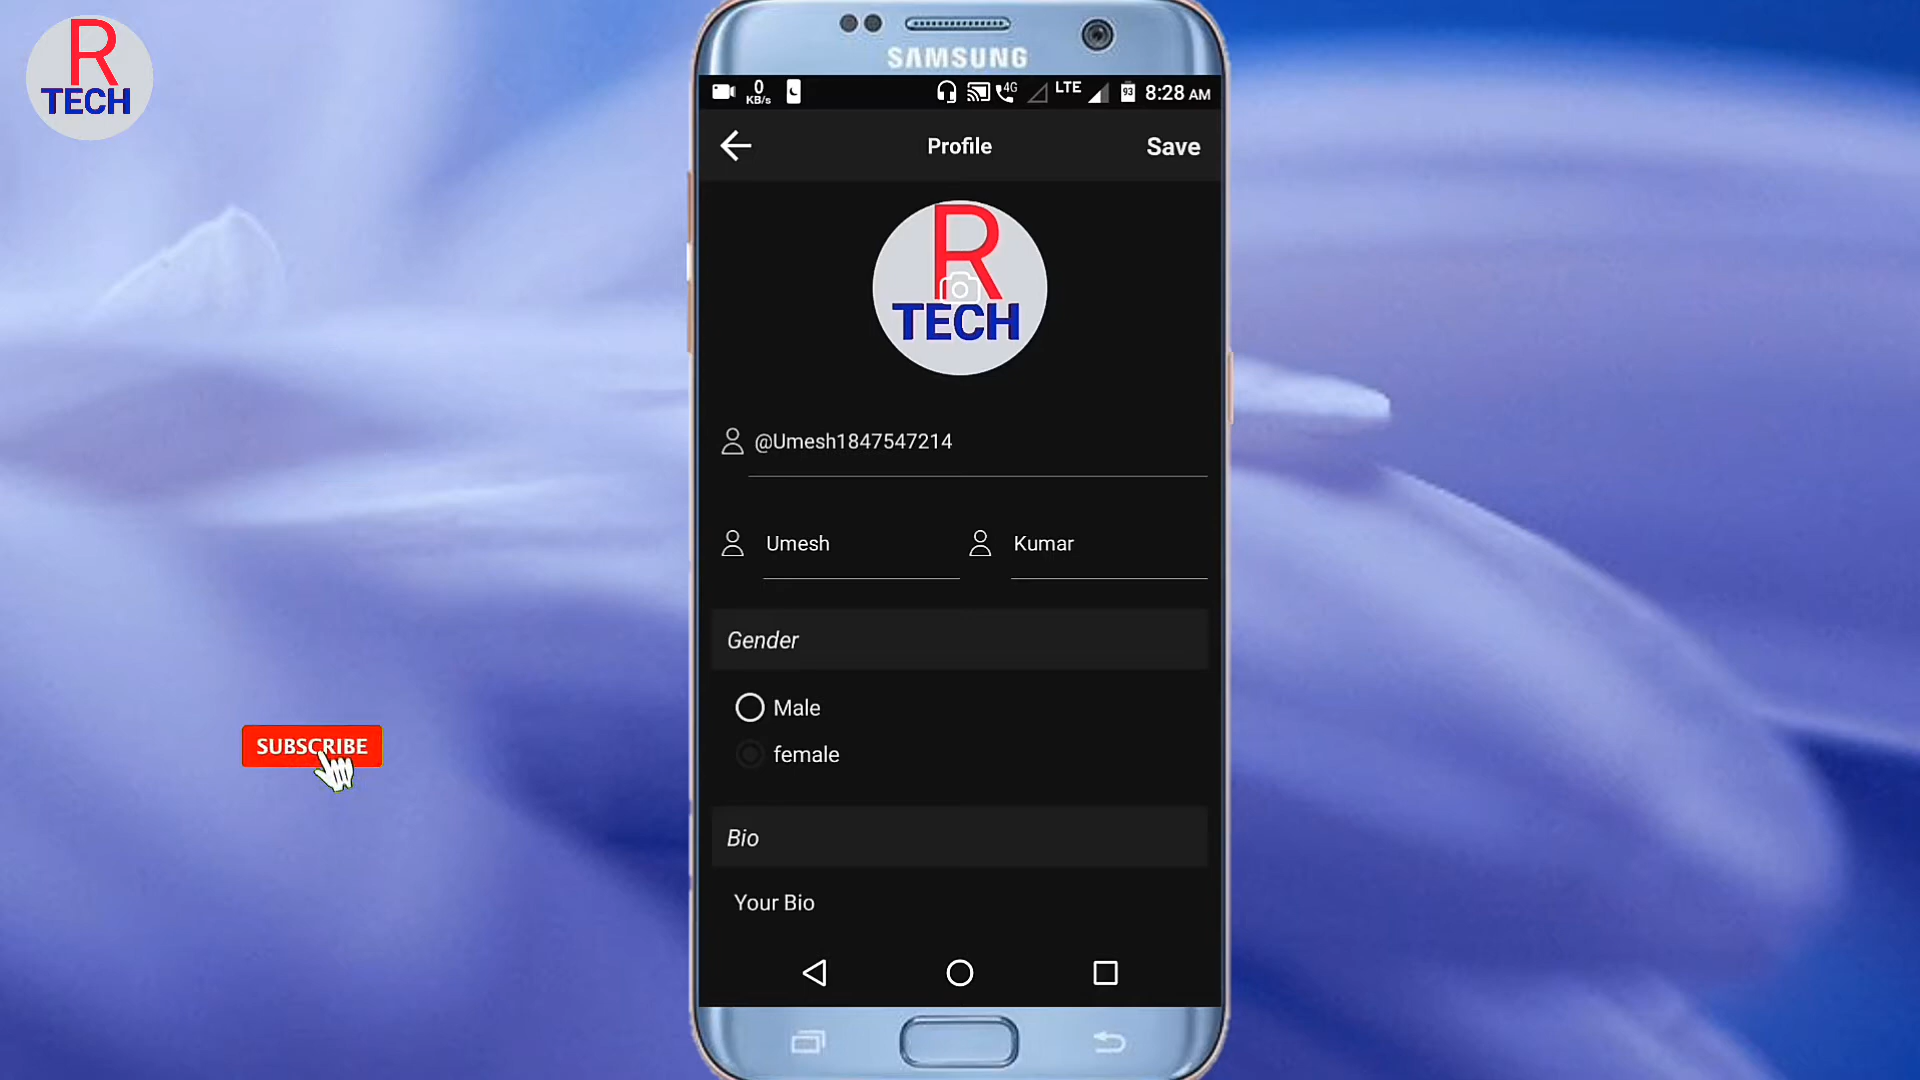 R
TECH
SAMSUNG
0
KB/s
4G
LTE
93
8:28 AM
Profile
Save
R
TECH
@Umesh1847547214
Umesh
Kumar
Gender
Male
female
SUBSCRIBE
Bio
Your Bio